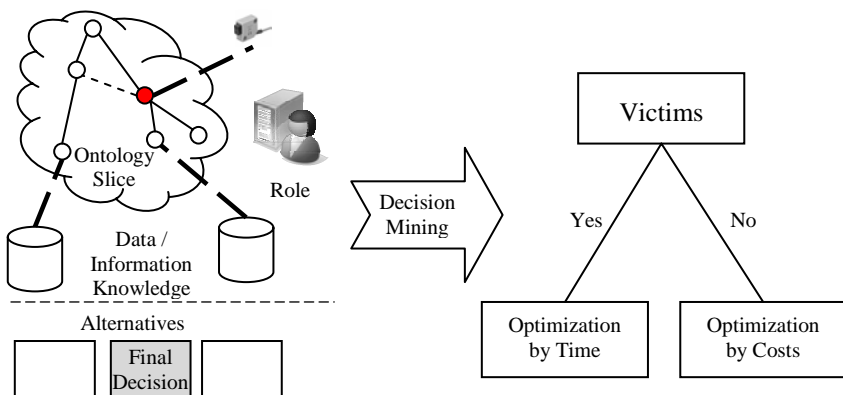 Ontology
Slice
Role
Data /
Information
Knowledge
Alternatives
Final
Decision
Decision
Mining
Victims
Yes
No
Optimization
by Time
Optimization
by Costs